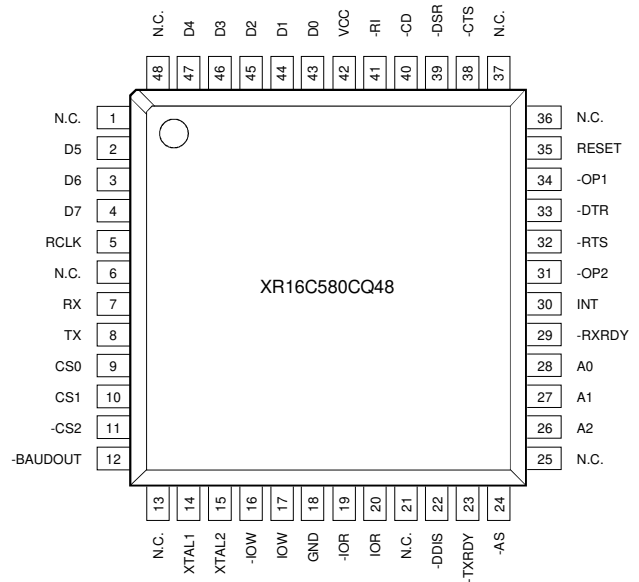 N.C.
D4
D3
D2
D1
D0
VCC
-RI
-CD
-DSR
-CTS
N.C.
48
47
46
45
44
43
42
41
40
39
38
37
N.C. 1
D5 2
D6 3
D7 4
RCLK 5
N.C. 6
RX 7
TX 8
CS0 9
CS1 10
-CS2 11
-BAUDOUT 12
XR16C580CQ48
36 N.C.
35 RESET
34 -OP1
33 -DTR
32 -RTS
31 -OP2
30 INT
29 -RXRDY
28 A0
27 A1
26 A2
25 N.C.
13
14
15
16
17
18
19
20
21
22
23
24
N.C.
XTAL1
XTAL2
-IOW
IOW
GND
-IOR
IOR
N.C.
-DDIS
-TXRDY
-AS